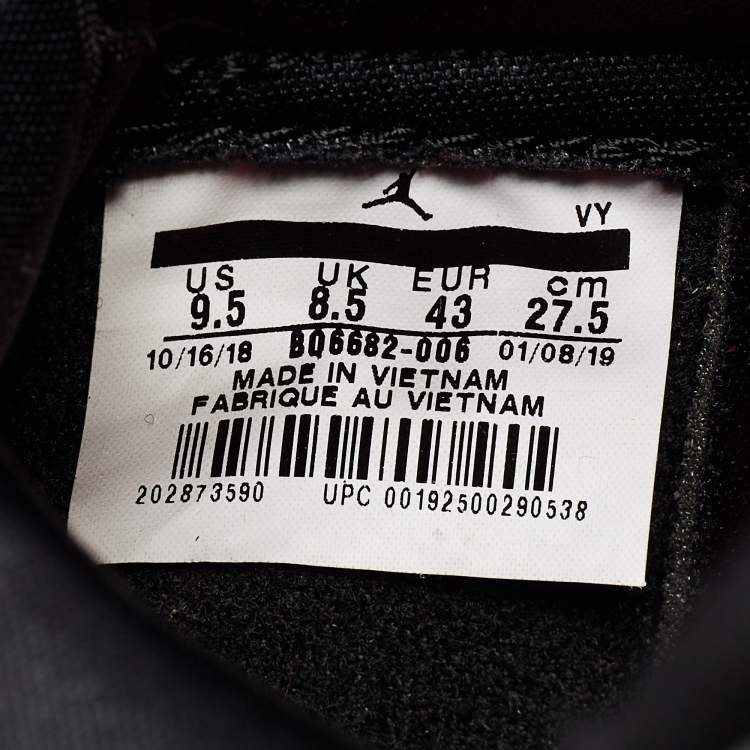 VY
US UK EUR cm
9.5 8.5 43 27.5
10/16/18 BQ6682-006 01/08/19
MADE IN VIETNAM
FABRIQUE AU VIETNAM
202873590 UPC 00192500290538